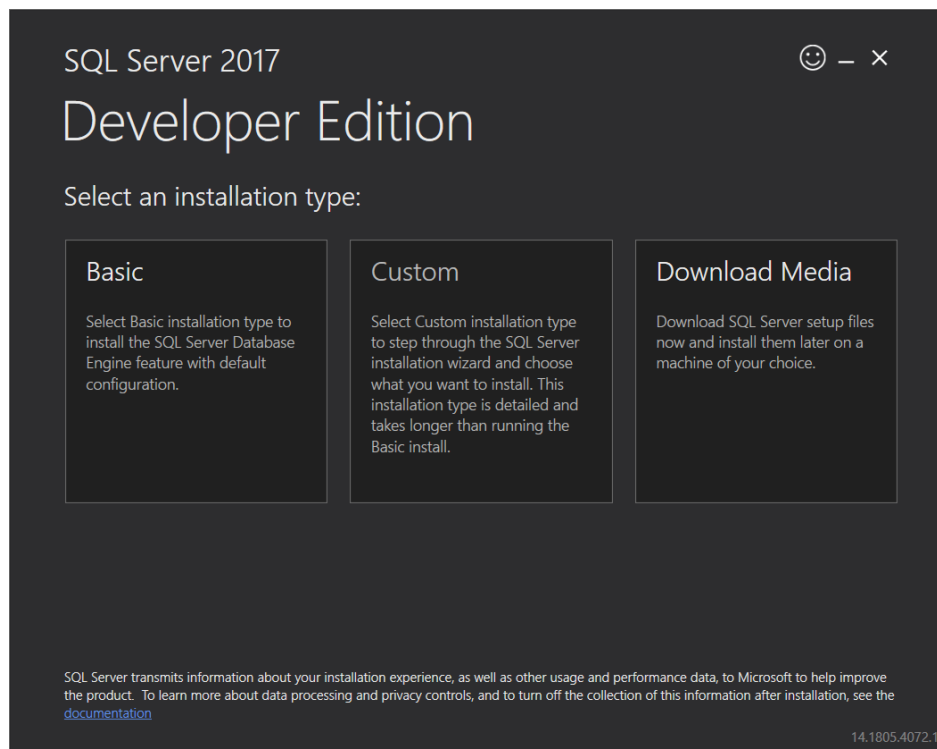 SQL Server 2017
Developer Edition
Select an installation type:
Basic
Select Basic installation type to
install the SQL Server Database
Engine feature with default
configuration.
Custom
Select Custom installation type
to step through the SQL Server
installation wizard and choose
what you want to install. This
installation type is detailed and
takes longer than running the
Basic install.
Download Media
Download SQL Server setup files
now and install them later on a
machine of your choice.
SQL Server transmits information about your installation experience, as well as other usage and performance data, to Microsoft to help improve
the product.  To learn more about data processing and privacy controls, and to turn off the collection of this information after installation, see the
documentation
14.1805.4072.1